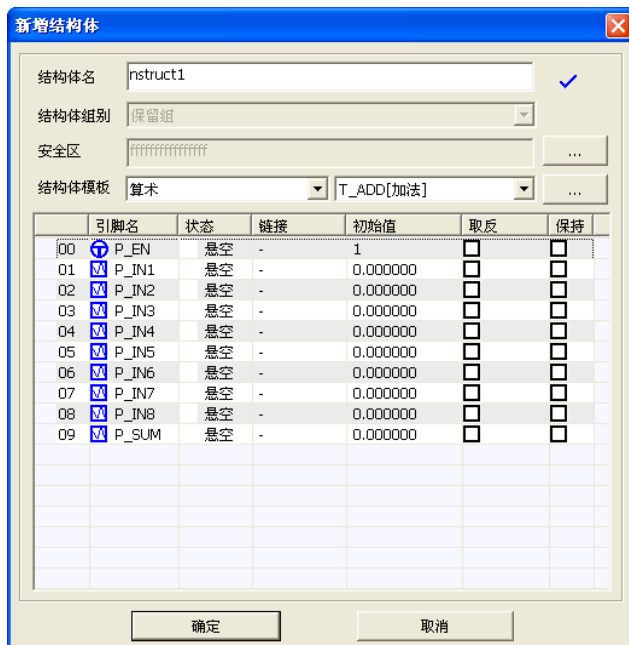 新增结构体
结构体名 nstruct1
结构体组别 保留组
安全区 ffffffffffffffff ...
结构体模板 算术 T_ADD[加法] ...
引脚名 状态 链接 初始值 取反 保持
00 P_EN 悬空 - 1
01 P_IN1 悬空 - 0.000000
02 P_IN2 悬空 - 0.000000
03 P_IN3 悬空 - 0.000000
04 P_IN4 悬空 - 0.000000
05 P_IN5 悬空 - 0.000000
06 P_IN6 悬空 - 0.000000
07 P_IN7 悬空 - 0.000000
08 P_IN8 悬空 - 0.000000
09 P_SUM 悬空 - 0.000000
确定 取消